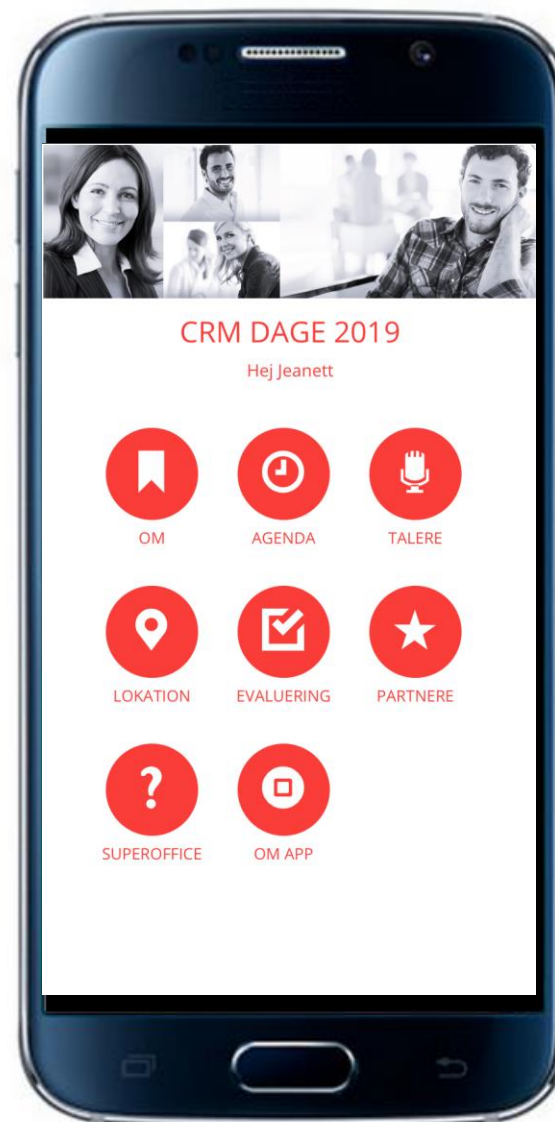 CRM DAGE 2019
Hej Jeanett
OM
AGENDA
TALERE
LOKATION
EVALUERING
PARTNERE
SUPEROFFICE
OM APP